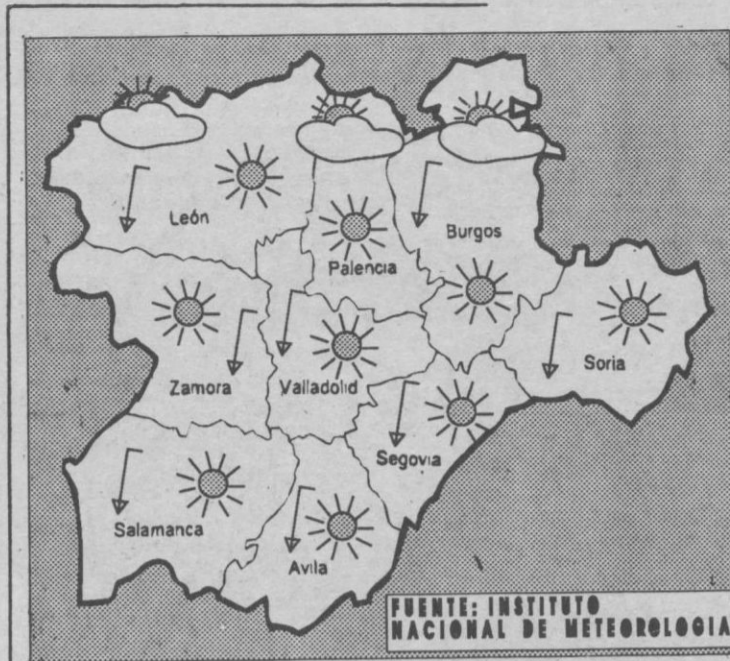 León
Burgos
Palencia
Soria
Zamora
Valladolid
Segovia
Salamanca
Avila
FUENTE: INSTITUTO
NACIONAL DE METEOROLOGIA